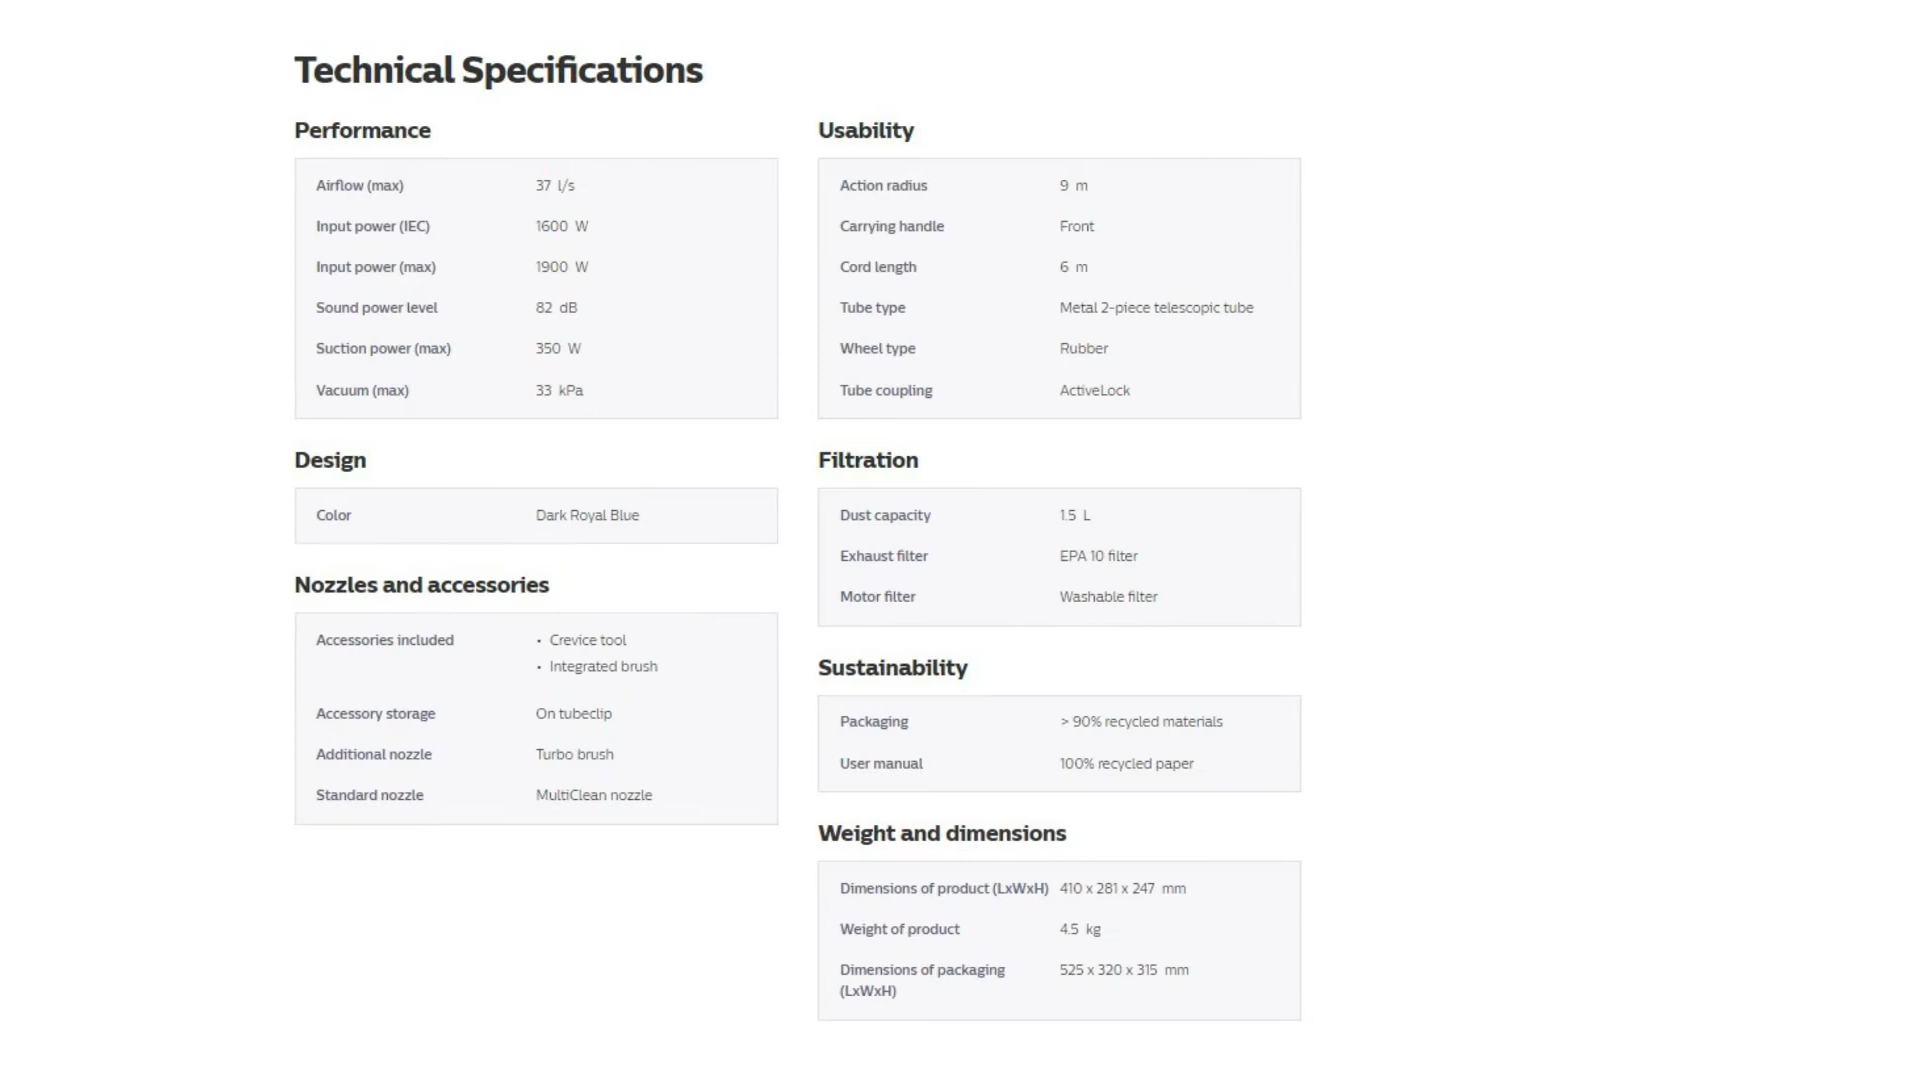 Technical Specifications
Performance
Airflow (max) 37 l/s
Input power (IEC) 1600 W
Input power (max) 1900 W
Sound power level 82 dB
Suction power (max) 350 W
Vacuum (max) 33 kPa
Design
Color Dark Royal Blue
Nozzles and accessories
Accessories included • Crevice tool
• Integrated brush
Accessory storage On tubeclip
Additional nozzle Turbo brush
Standard nozzle MultiClean nozzle
Usability
Action radius 9 m
Carrying handle Front
Cord length 6 m
Tube type Metal 2-piece telescopic tube
Wheel type Rubber
Tube coupling ActiveLock
Filtration
Dust capacity 1.5 L
Exhaust filter EPA 10 filter
Motor filter Washable filter
Sustainability
Packaging > 90% recycled materials
User manual 100% recycled paper
Weight and dimensions
Dimensions of product (LxWxH) 410 x 281 x 247 mm
Weight of product 4.5 kg
Dimensions of packaging 525 x 320 x 315 mm
(LxWxH)